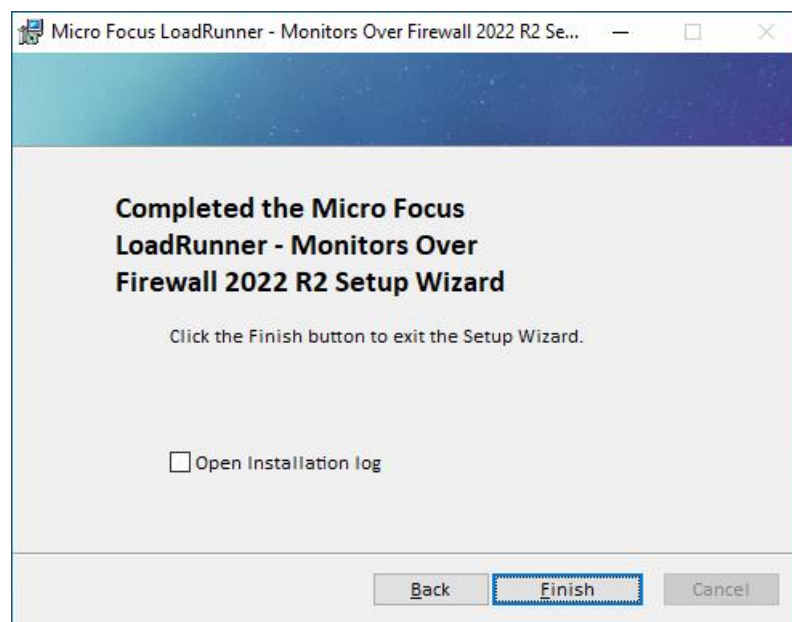 Micro Focus LoadRunner - Monitors Over Firewall 2022 R2 Se...
Completed the Micro Focus
LoadRunner - Monitors Over
Firewall 2022 R2 Setup Wizard
Click the Finish button to exit the Setup Wizard.
Open Installation log
Back Finish Cancel